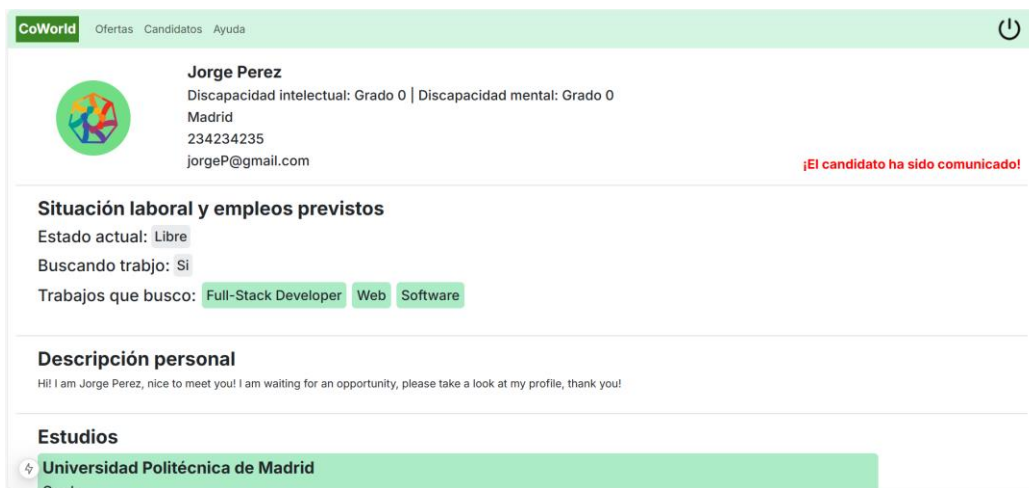 CoWorld Ofertas Candidatos Ayuda
Jorge Perez
Discapacidad intelectual: Grado 0 | Discapacidad mental: Grado 0
Madrid
234234235
jorgeP@gmail.com
¡El candidato ha sido comunicado!
Situación laboral y empleos previstos
Estado actual: Libre
Buscando trabjo: Si
Trabajos que busco: Full-Stack Developer Web Software
Descripción personal
Hi! I am Jorge Perez, nice to meet you! I am waiting for an opportunity, please take a look at my profile, thank you!
Estudios
Universidad Politécnica de Madrid